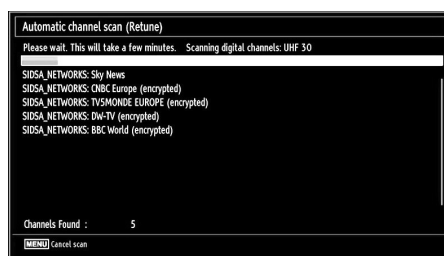 Automatic channel scan (Retune)
Please wait. This will take a few minutes. Scanning digital channels: UHF 30
SIDSA_NETWORKS: Sky News
SIDSA_NETWORKS: CNBC Europe (encrypted)
SIDSA_NETWORKS: TV5MONDE EUROPE (encrypted)
SIDSA_NETWORKS: DW-TV (encrypted)
SIDSA_NETWORKS: BBC World (encrypted)
Channels Found : 5
MENU Cancel scan